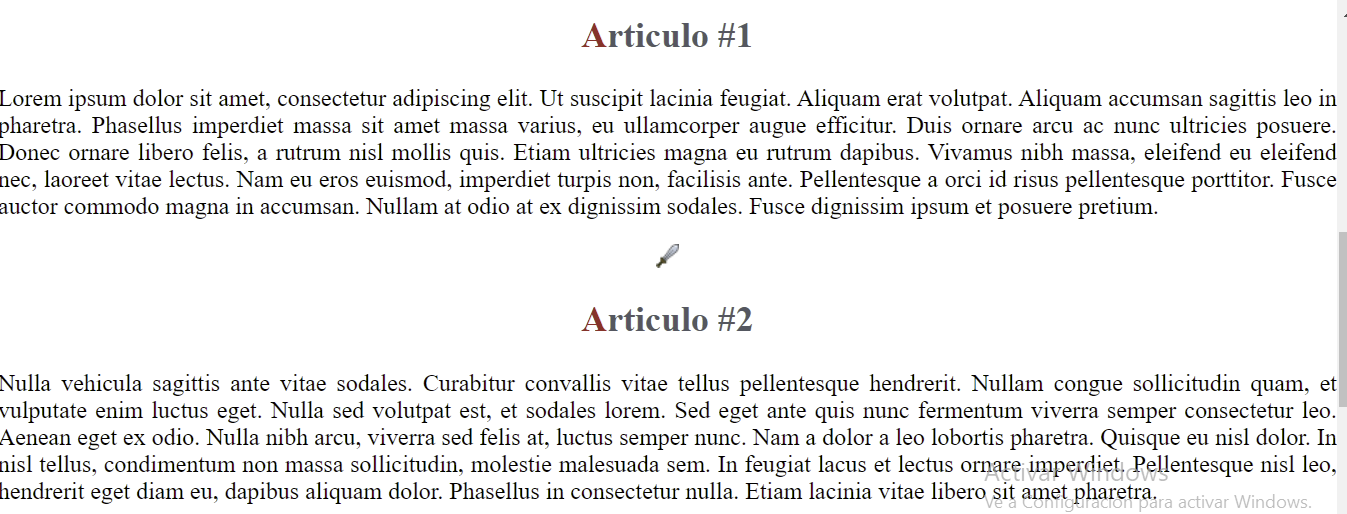 Articulo #1
Lorem ipsum dolor sit amet, consectetur adipiscing elit. Ut suscipit lacinia feugiat. Aliquam erat volutpat. Aliquam accumsan sagittis leo in
pharetra. Phasellus imperdiet massa sit amet massa varius, eu ullamcorper augue efficitur. Duis ornare arcu ac nunc ultricies posuere.
Donec ornare libero felis, a rutrum nisl mollis quis. Etiam ultricies magna eu rutrum dapibus. Vivamus nibh massa, eleifend eu eleifend
nec, laoreet vitae lectus. Nam eu eros euismod, imperdiet turpis non, facilisis ante. Pellentesque a orci id risus pellentesque porttitor. Fusce
auctor commodo magna in accumsan. Nullam at odio at ex dignissim sodales. Fusce dignissim ipsum et posuere pretium.
Articulo #2
Nulla vehicula sagittis ante vitae sodales. Curabitur convallis vitae tellus pellentesque hendrerit. Nullam congue sollicitudin quam, et
vulputate enim luctus eget. Nulla sed volutpat est, et sodales lorem. Sed eget ante quis nunc fermentum viverra semper consectetur leo.
Aenean eget ex odio. Nulla nibh arcu, viverra sed felis at, luctus semper nunc. Nam a dolor a leo lobortis pharetra. Quisque eu nisl dolor. In
nisl tellus, condimentum non massa sollicitudin, molestie malesuada sem. In feugiat lacus et lectus ornare imperdiet. Pellentesque nisl leo,
hendrerit eget diam eu, dapibus aliquam dolor. Phasellus in consectetur nulla. Etiam lacinia vitae libero sit amet pharetra.
Activar Windows
Ve a Configuración para activar Windows.